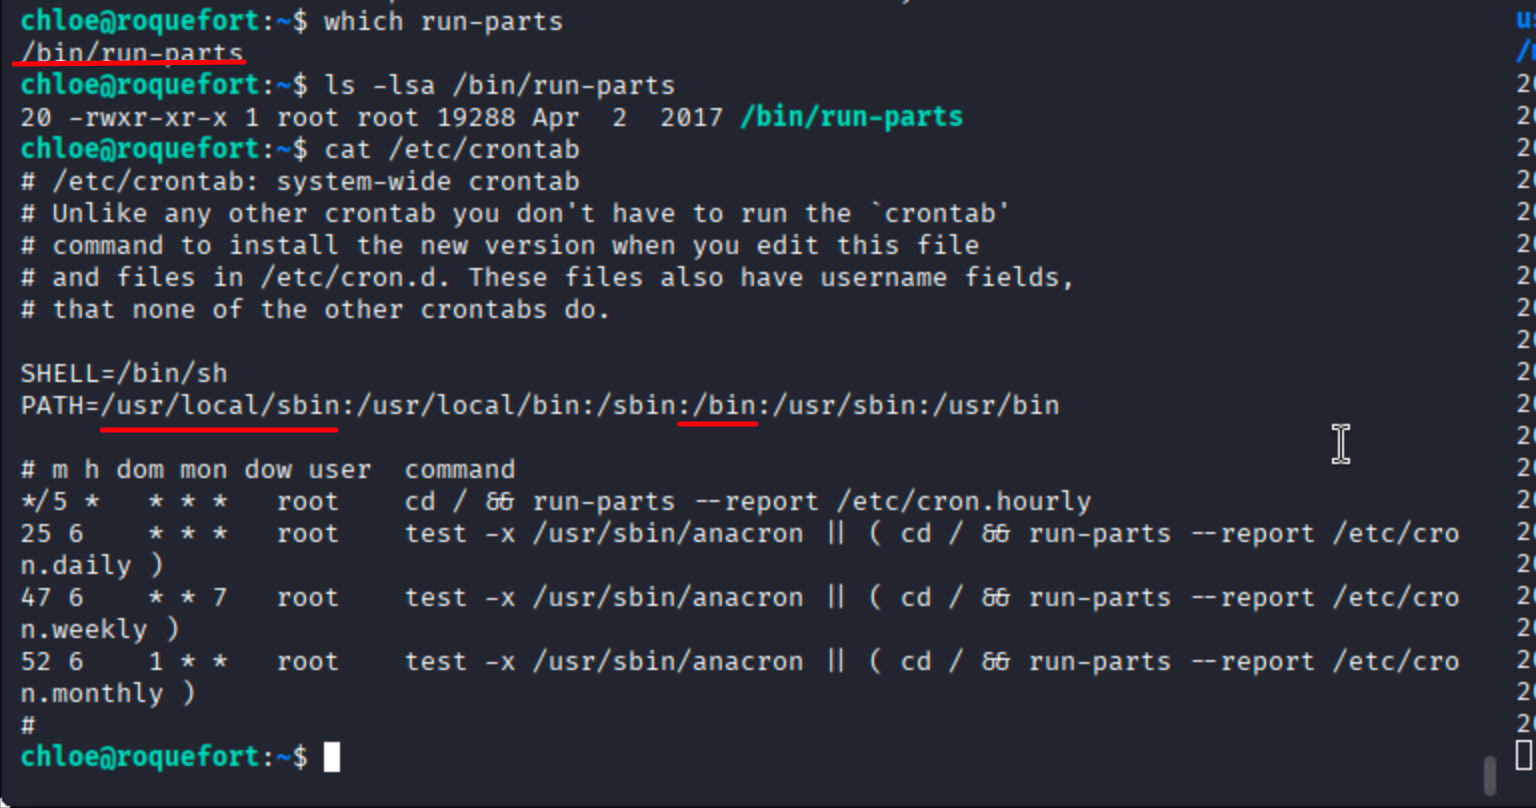 chloe@roquefort:~$ which run-parts
/bin/run-parts
chloe@roquefort:~$ ls -lsa /bin/run-parts
20 -rwxr-xr-x 1 root root 19288 Apr  2  2017 /bin/run-parts
chloe@roquefort:~$ cat /etc/crontab
# /etc/crontab: system-wide crontab
# Unlike any other crontab you don't have to run the `crontab'
# command to install the new version when you edit this file
# and files in /etc/cron.d. These files also have username fields,
# that none of the other crontabs do.
SHELL=/bin/sh
PATH=/usr/local/sbin:/usr/local/bin:/sbin:/bin:/usr/sbin:/usr/bin
# m h dom mon dow user  command
*/5 *   * * *   root    cd / && run-parts --report /etc/cron.hourly
25 6    * * *   root    test -x /usr/sbin/anacron || ( cd / && run-parts --report /etc/cro
n.daily )
47 6    * * 7   root    test -x /usr/sbin/anacron || ( cd / && run-parts --report /etc/cro
n.weekly )
52 6    1 * *   root    test -x /usr/sbin/anacron || ( cd / && run-parts --report /etc/cro
n.monthly )
#
chloe@roquefort:~$